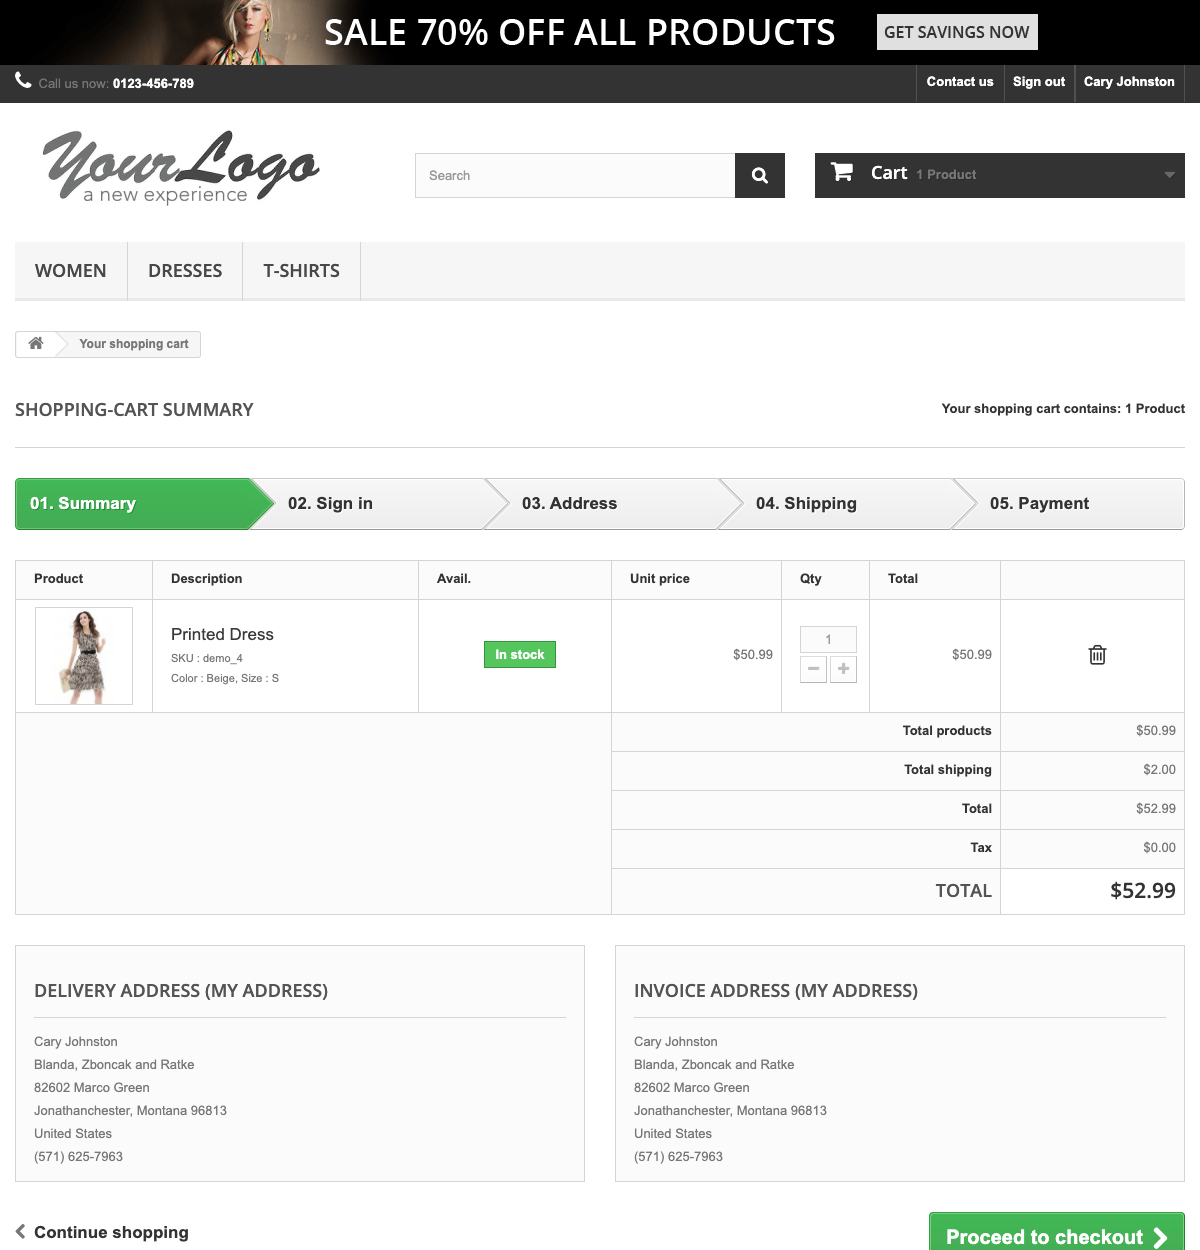 SALE 70% OFF ALL PRODUCTS GET SAVINGS NOW
Call us now: 0123-456-789 Contact us Sign out Cary Johnston
YourLogo
a new experience
Search
Cart 1 Product
WOMEN DRESSES T-SHIRTS
Your shopping cart
SHOPPING-CART SUMMARY Your shopping cart contains: 1 Product
01. Summary 02. Sign in 03. Address 04. Shipping 05. Payment
Product Description Avail. Unit price Qty Total
Printed Dress
SKU : demo_4
Color : Beige, Size : S
In stock
$50.99
1
$50.99
Total products $50.99
Total shipping $2.00
Total $52.99
Tax $0.00
TOTAL $52.99
DELIVERY ADDRESS (MY ADDRESS)
Cary Johnston
Blanda, Zboncak and Ratke
82602 Marco Green
Jonathanchester, Montana 96813
United States
(571) 625-7963
INVOICE ADDRESS (MY ADDRESS)
Cary Johnston
Blanda, Zboncak and Ratke
82602 Marco Green
Jonathanchester, Montana 96813
United States
(571) 625-7963
Continue shopping
Proceed to checkout